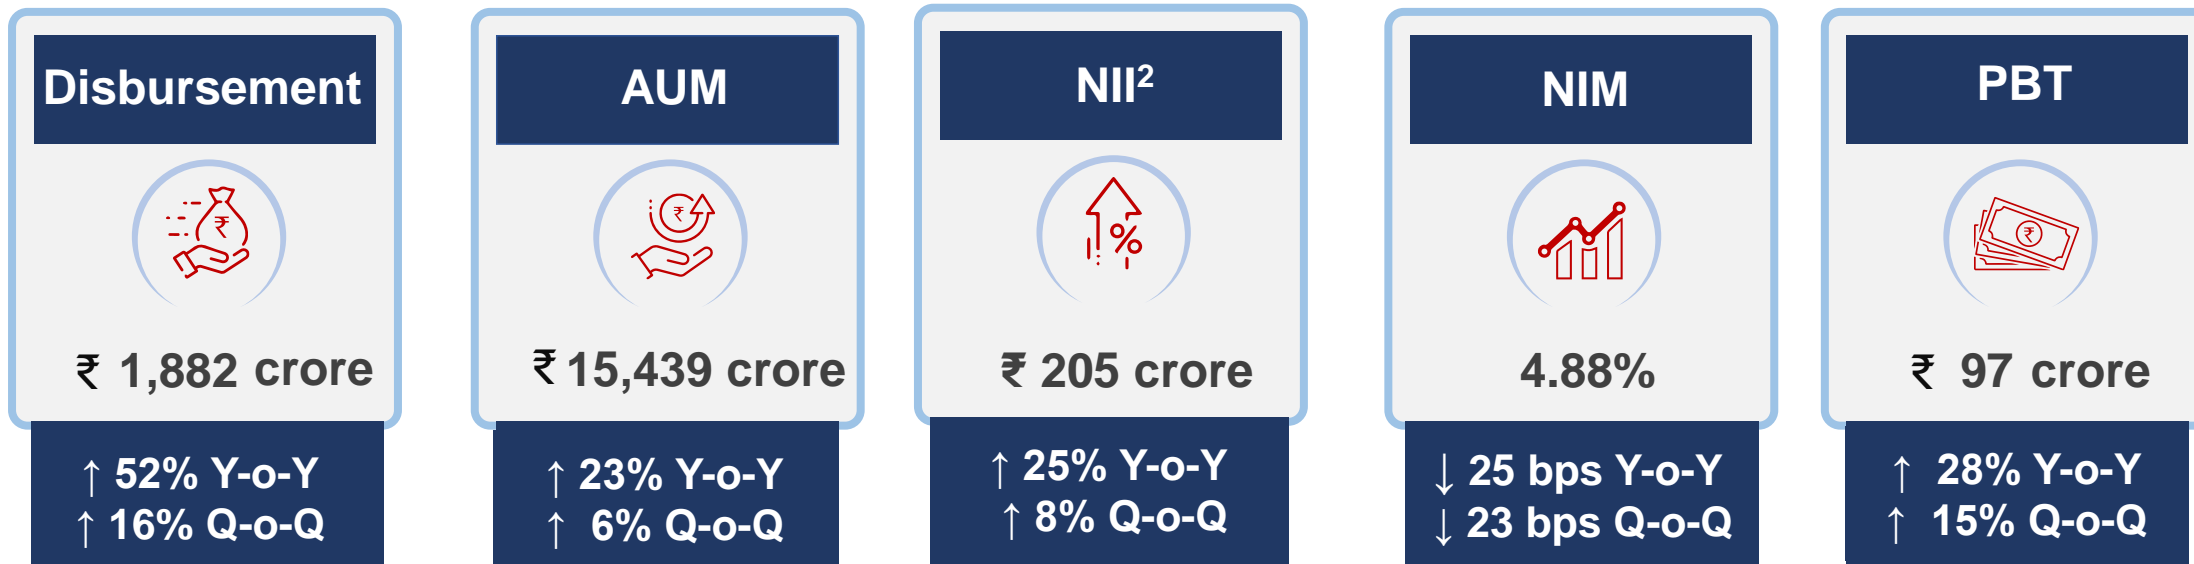 Disbursement
₹
₹ 1,882 crore
↑ 52% Y-o-Y
↑ 16% Q-o-Q
AUM
₹
₹ 15,439 crore
↑ 23% Y-o-Y
↑ 6% Q-o-Q
NII²
%
₹ 205 crore
↑ 25% Y-o-Y
↑ 8% Q-o-Q
NIM
4.88%
↓ 25 bps Y-o-Y
↓ 23 bps Q-o-Q
PBT
₹
₹ 97 crore
↑ 28% Y-o-Y
↑ 15% Q-o-Q